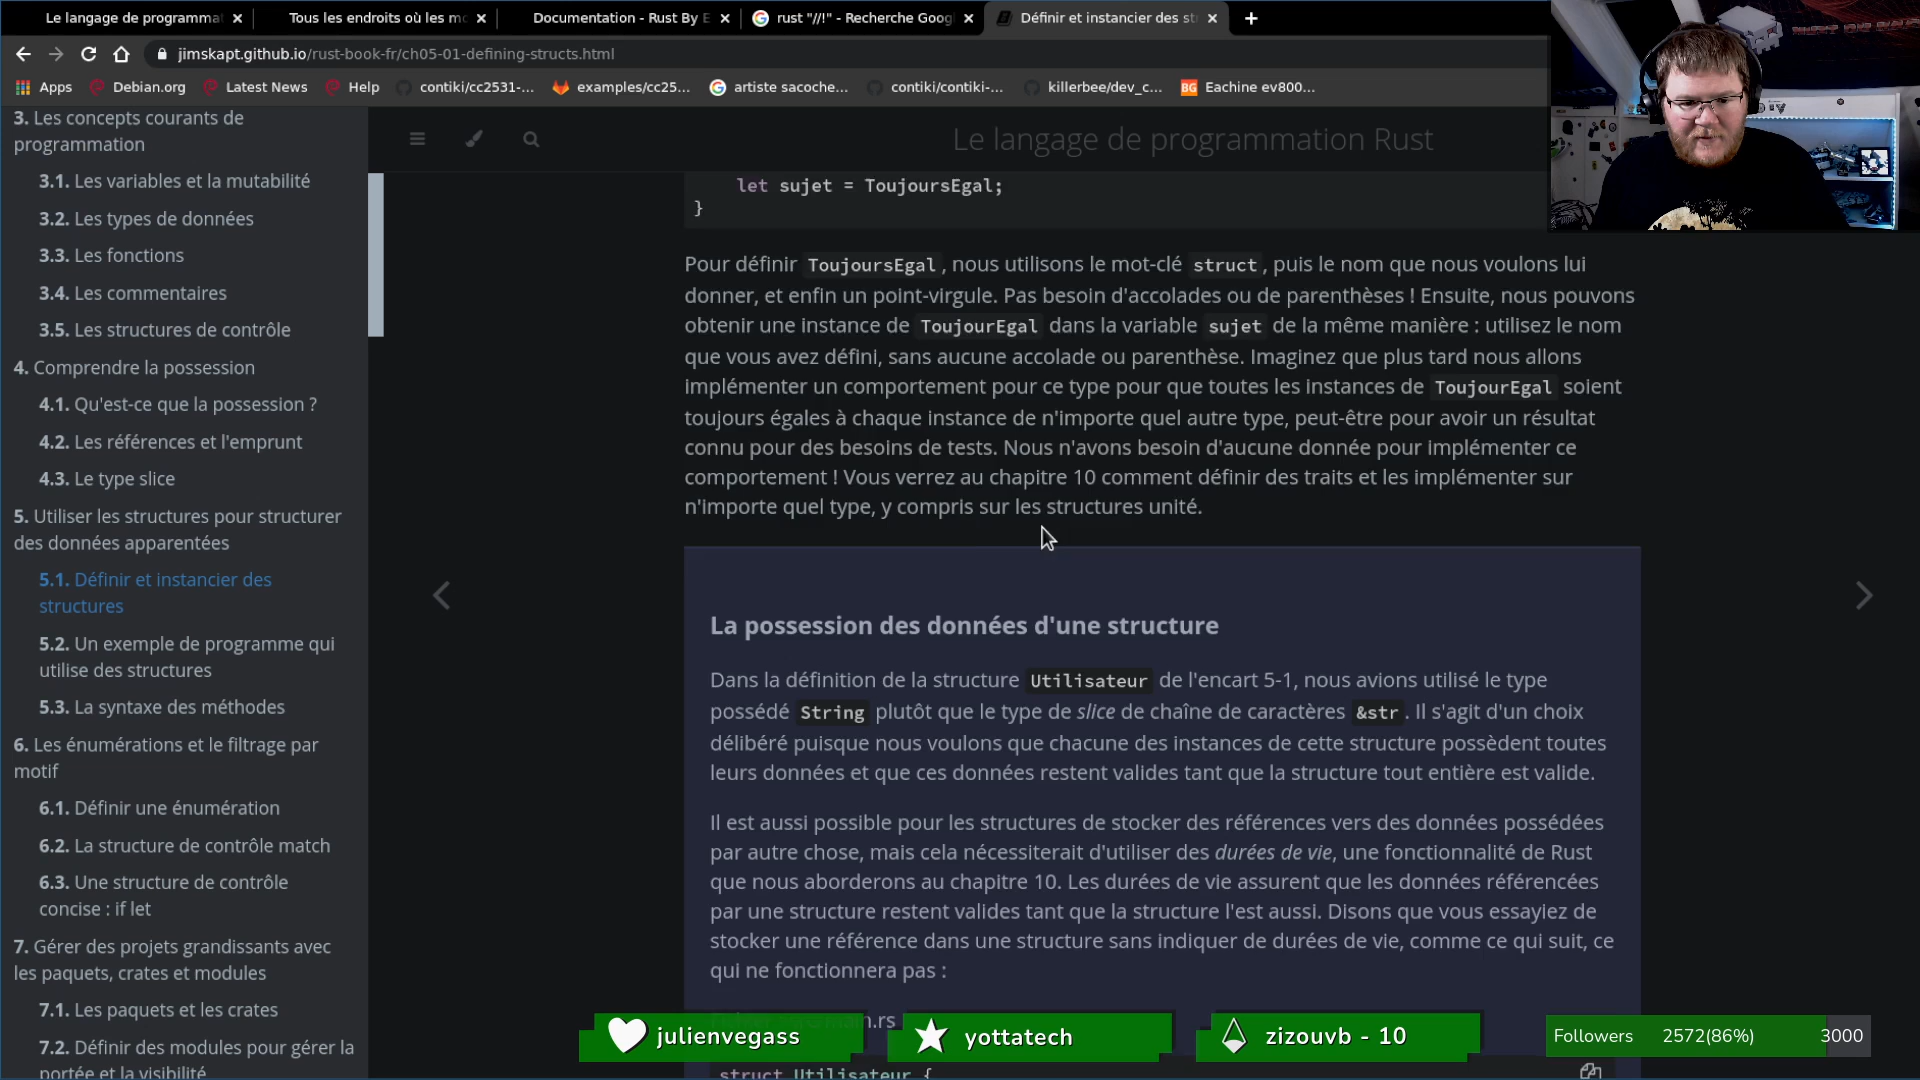 Le langage de programma
Tous les endroits où les mo
Documentation - Rust By E
rust "//!" - Recherche Goog
Définir et instancier des st
jimskapt.github.io/rust-book-fr/ch05-01-defining-structs.html
Apps
Debian.org
Latest News
Help
contiki/cc2531-...
examples/cc25...
artiste sacoche...
contiki/contiki-...
killerbee/dev_c...
BG
Eachine ev800...
3. Les concepts courants de
programmation
3.1. Les variables et la mutabilité
3.2. Les types de données
3.3. Les fonctions
3.4. Les commentaires
3.5. Les structures de contrôle
4. Comprendre la possession
4.1. Qu'est-ce que la possession ?
4.2. Les références et l'emprunt
4.3. Le type slice
5. Utiliser les structures pour structurer
des données apparentées
5.1. Définir et instancier des
structures
5.2. Un exemple de programme qui
utilise des structures
5.3. La syntaxe des méthodes
6. Les énumérations et le filtrage par
motif
6.1. Définir une énumération
6.2. La structure de contrôle match
6.3. Une structure de contrôle
concise : if let
7. Gérer des projets grandissants avec
les paquets, crates et modules
7.1. Les paquets et les crates
7.2. Définir des modules pour gérer la
portée et la visibilité
Le langage de programmation Rust
let sujet = ToujoursEgal;
}
Pour définir ToujoursEgal, nous utilisons le mot-clé struct, puis le nom que nous voulons lui
donner, et enfin un point-virgule. Pas besoin d'accolades ou de parenthèses ! Ensuite, nous pouvons
obtenir une instance de ToujourEgal dans la variable sujet de la même manière : utilisez le nom
que vous avez défini, sans aucune accolade ou parenthèse. Imaginez que plus tard nous allons
implémenter un comportement pour ce type pour que toutes les instances de ToujourEgal soient
toujours égales à chaque instance de n'importe quel autre type, peut-être pour avoir un résultat
connu pour des besoins de tests. Nous n'avons besoin d'aucune donnée pour implémenter ce
comportement ! Vous verrez au chapitre 10 comment définir des traits et les implémenter sur
n'importe quel type, y compris sur les structures unité.
La possession des données d'une structure
Dans la définition de la structure Utilisateur de l'encart 5-1, nous avions utilisé le type
possédé String plutôt que le type de slice de chaîne de caractères &str. Il s'agit d'un choix
délibéré puisque nous voulons que chacune des instances de cette structure possèdent toutes
leurs données et que ces données restent valides tant que la structure tout entière est valide.
Il est aussi possible pour les structures de stocker des références vers des données possédées
par autre chose, mais cela nécessiterait d'utiliser des durées de vie, une fonctionnalité de Rust
que nous aborderons au chapitre 10. Les durées de vie assurent que les données référencées
par une structure restent valides tant que la structure l'est aussi. Disons que vous essayiez de
stocker une référence dans une structure sans indiquer de durées de vie, comme ce qui suit, ce
qui ne fonctionnera pas :
struct Utilisateur {
julienvegass
yottatech
zizouvb - 10
Followers 2572(86%) 3000